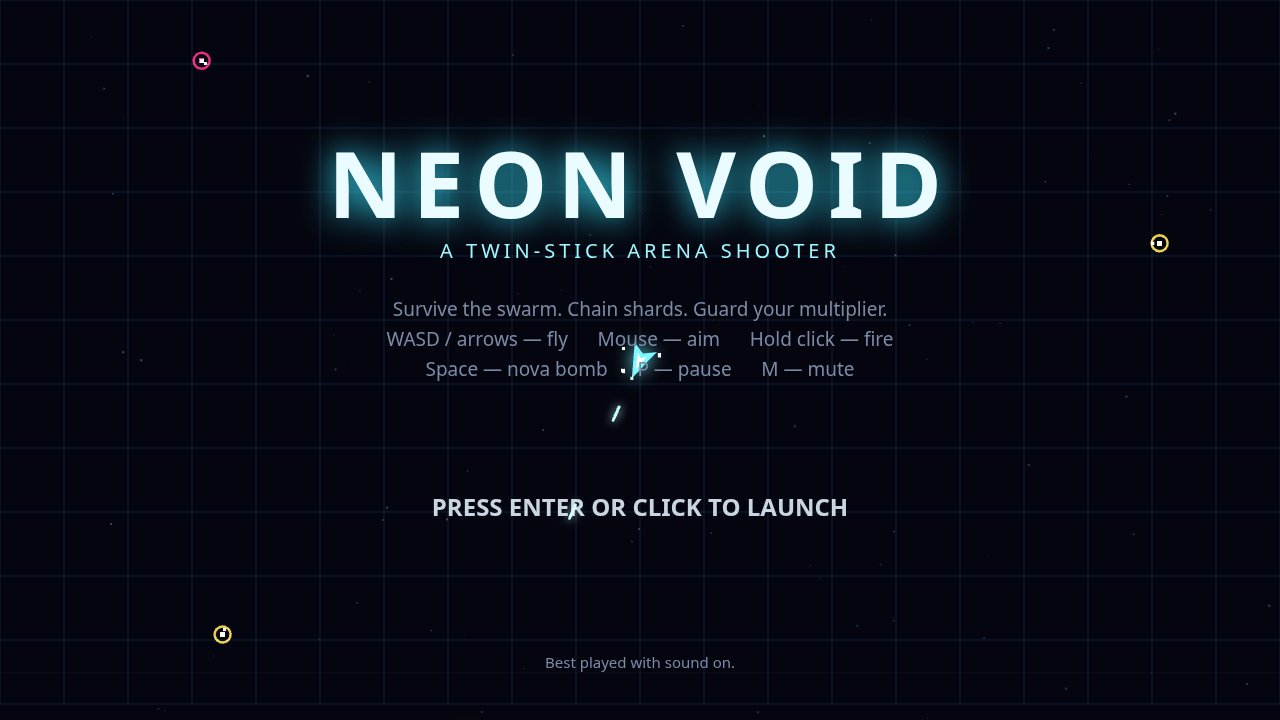 NEON VOID
A TWIN-STICK ARENA SHOOTER
Survive the swarm. Chain shards. Guard your multiplier.
WASD / arrows — fly Mouse — aim Hold click — fire
Space — nova bomb P — pause M — mute
PRESS ENTER OR CLICK TO LAUNCH
Best played with sound on.